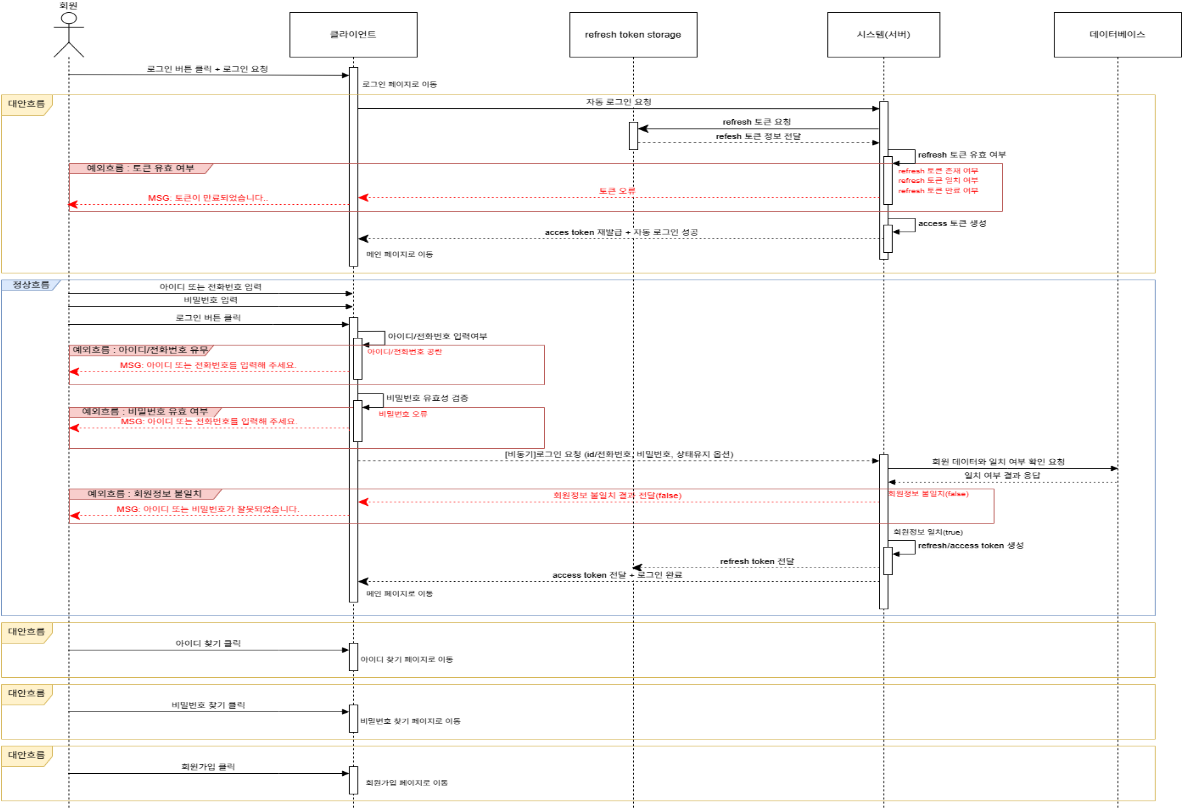 회원
클라이언트
refresh token storage
시스템(서버)
데이터베이스
로그인 버튼 클릭 + 로그인 요청
로그인 페이지로 이동
대안흐름
자동 로그인 요청
refresh 토큰 요청
refesh 토큰 정보 전달
refresh 토큰 유효 여부
예외흐름 : 토큰 유효 여부
refresh 토큰 존재 여부
refresh 토큰 일치 여부
refresh 토큰 만료 여부
토큰 오류
MSG: 토큰이 만료되었습니다..
access 토큰 생성
acces token 재발급 + 자동 로그인 성공
메인 페이지로 이동
정상흐름
아이디 또는 전화번호 입력
비밀번호 입력
로그인 버튼 클릭
아이디/전화번호 입력여부
예외흐름 : 아이디/전화번호 유무
아이디/전화번호 공란
MSG: 아이디 또는 전화번호를 입력해 주세요.
비밀번호 유효성 검증
예외흐름 : 비밀번호 유효 여부
비밀번호 오류
MSG: 아이디 또는 전화번호를 입력해 주세요.
[비동기]로그인 요청 (id/전화번호, 비밀번호, 상태유지 옵션)
회원 데이터와 일치 여부 확인 요청
일치 여부 결과 응답
예외흐름 : 회원정보 불일치
회원정보 불일치 결과 전달(false)
회원정보 불일치(false)
MSG: 아이디 또는 비밀번호가 잘못되었습니다.
회원정보 일치(true)
refresh/access token 생성
refresh token 전달
access token 전달 + 로그인 완료
메인 페이지로 이동
대안흐름
아이디 찾기 클릭
아이디 찾기 페이지로 이동
대안흐름
비밀번호 찾기 클릭
비밀번호 찾기 페이지로 이동
대안흐름
회원가입 클릭
회원가입 페이지로 이동